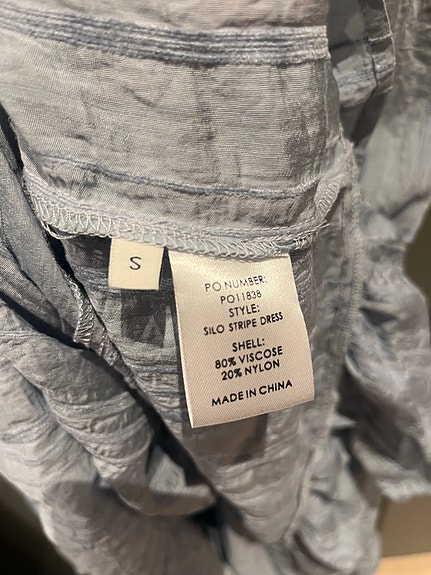 S
PO NUMBER:
PO11838
STYLE:
SILO STRIPE DRESS
SHELL:
80% VISCOSE
20% NYLON
MADE IN CHINA